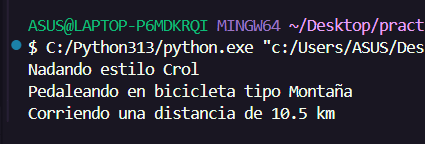 ASUS@LAPTOP-P6MDKRQI MINGW64 ~/Desktop/pract
$ C:/Python313/python.exe "c:/Users/ASUS/Des
Nadando estilo Crol
Pedaleando en bicicleta tipo Montaña
Corriendo una distancia de 10.5 km